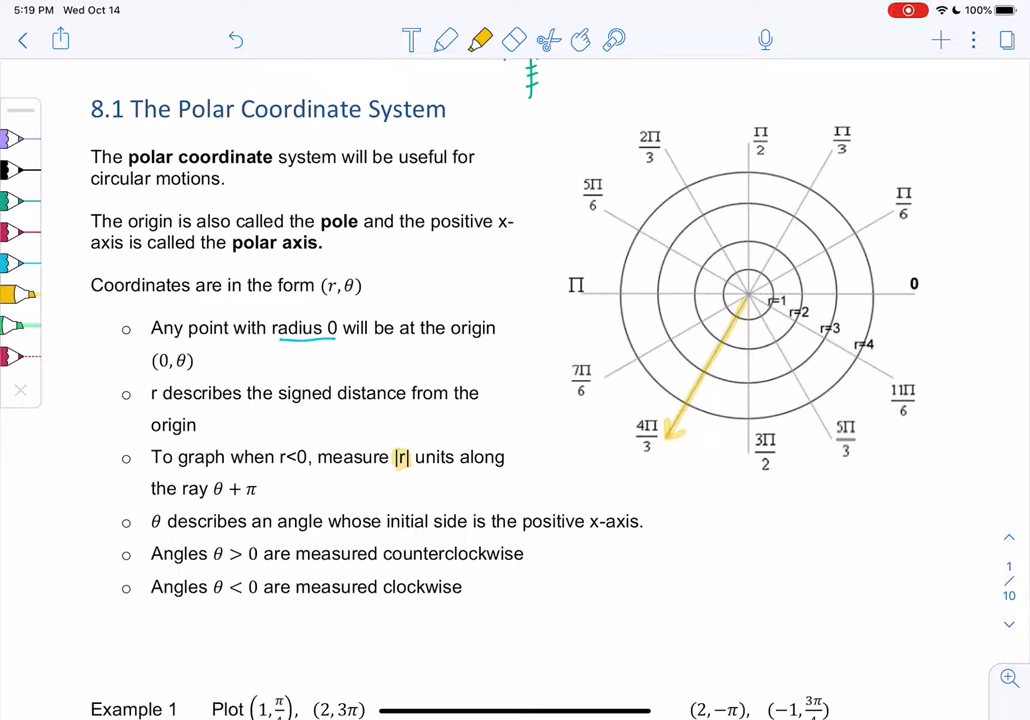 5:19 PM Wed Oct 14
100%
8.1 The Polar Coordinate System
The polar coordinate system will be useful for
circular motions.
The origin is also called the pole and the positive x-
axis is called the polar axis.
Coordinates are in the form (r, θ)
○ Any point with radius 0 will be at the origin
(0, θ)
○ r describes the signed distance from the
origin
○ To graph when r<0, measure |r| units along
the ray θ + π
○ θ describes an angle whose initial side is the positive x-axis.
○ Angles θ > 0 are measured counterclockwise
○ Angles θ < 0 are measured clockwise
2Π/3
Π/2
Π/3
5Π/6
Π/6
Π
0
r=1
r=2
r=3
r=4
7Π/6
11Π/6
4Π/3
3Π/2
5Π/3
1
/
10
Example 1 Plot (1, π/4), (2, 3π) (2, −π), (−1, 3π/4)